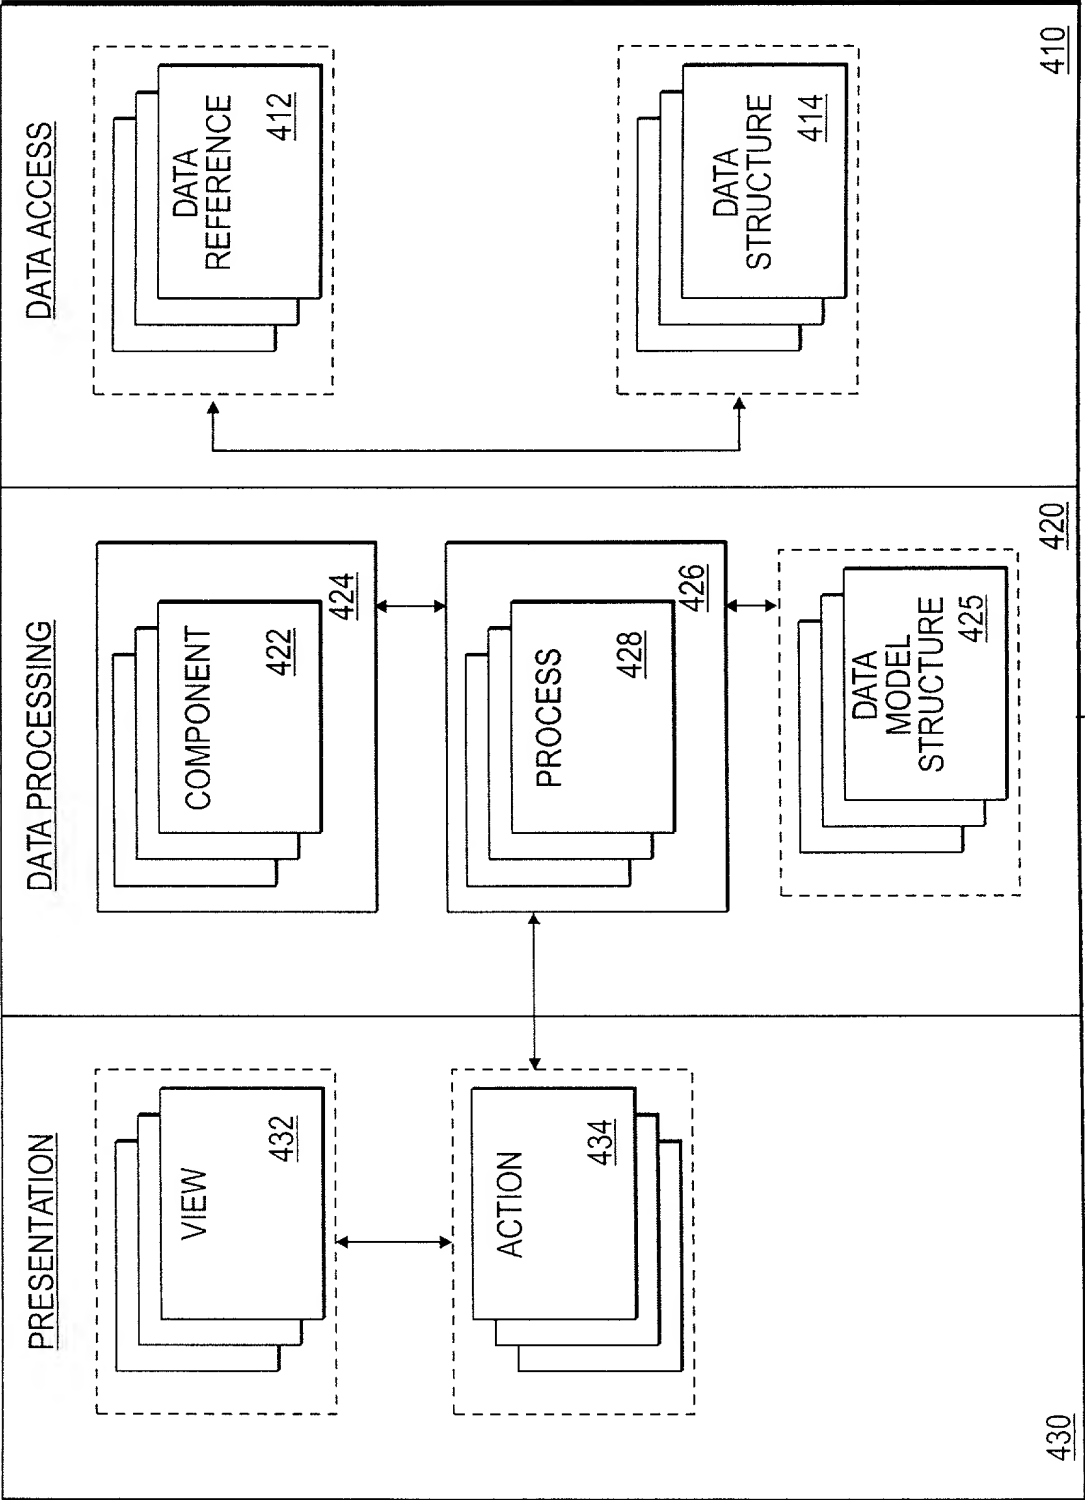 PRESENTATION
VIEW
432
ACTION
434
430
DATA PROCESSING
COMPONENT
422
424
PROCESS
428
426
DATA
MODEL
STRUCTURE
425
420
DATA ACCESS
DATA
REFERENCE
412
DATA
STRUCTURE
414
410